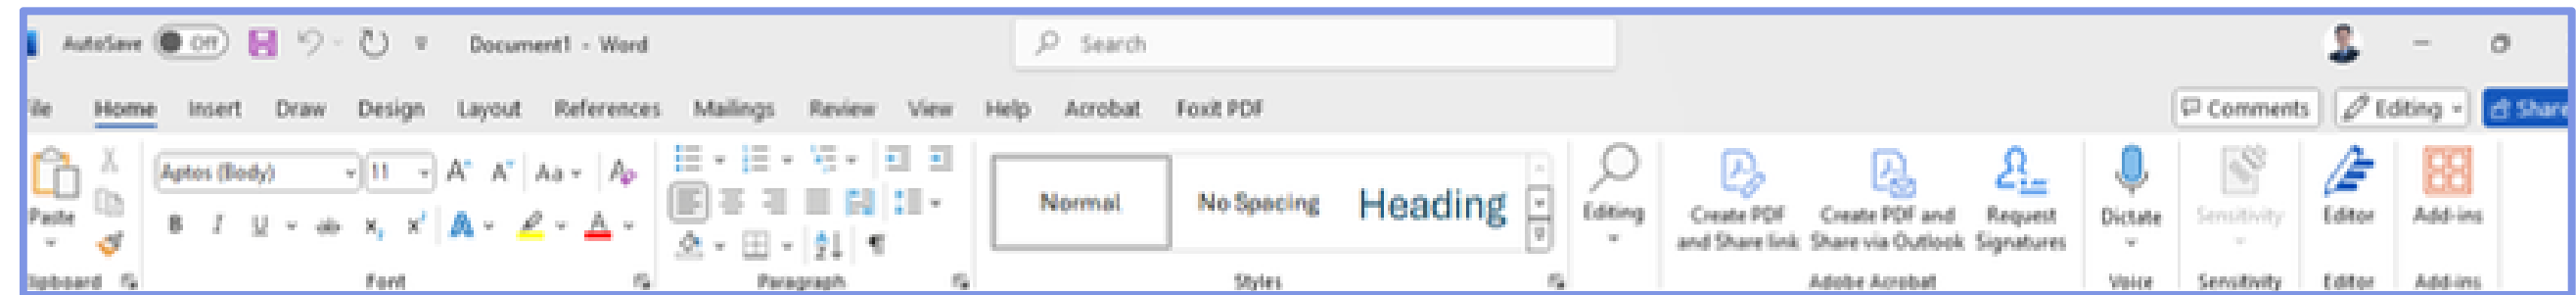 AutoSave Off Document1 - Word Search
ile Home Insert Draw Design Layout References Mailings Review View Help Acrobat Foxit PDF Comments Editing Share
Aptos (Body) 11 A A Aa A
Normal No Spacing Heading
Paste B I U ab x, x' A A
Editing
Create PDF and Share link
Create PDF and Share via Outlook
Request Signatures
Dictate
Sensitivity
Editor
Add-ins
lipboard Font Paragraph Styles Adobe Acrobat Voice Sensitivity Editor Add-ins